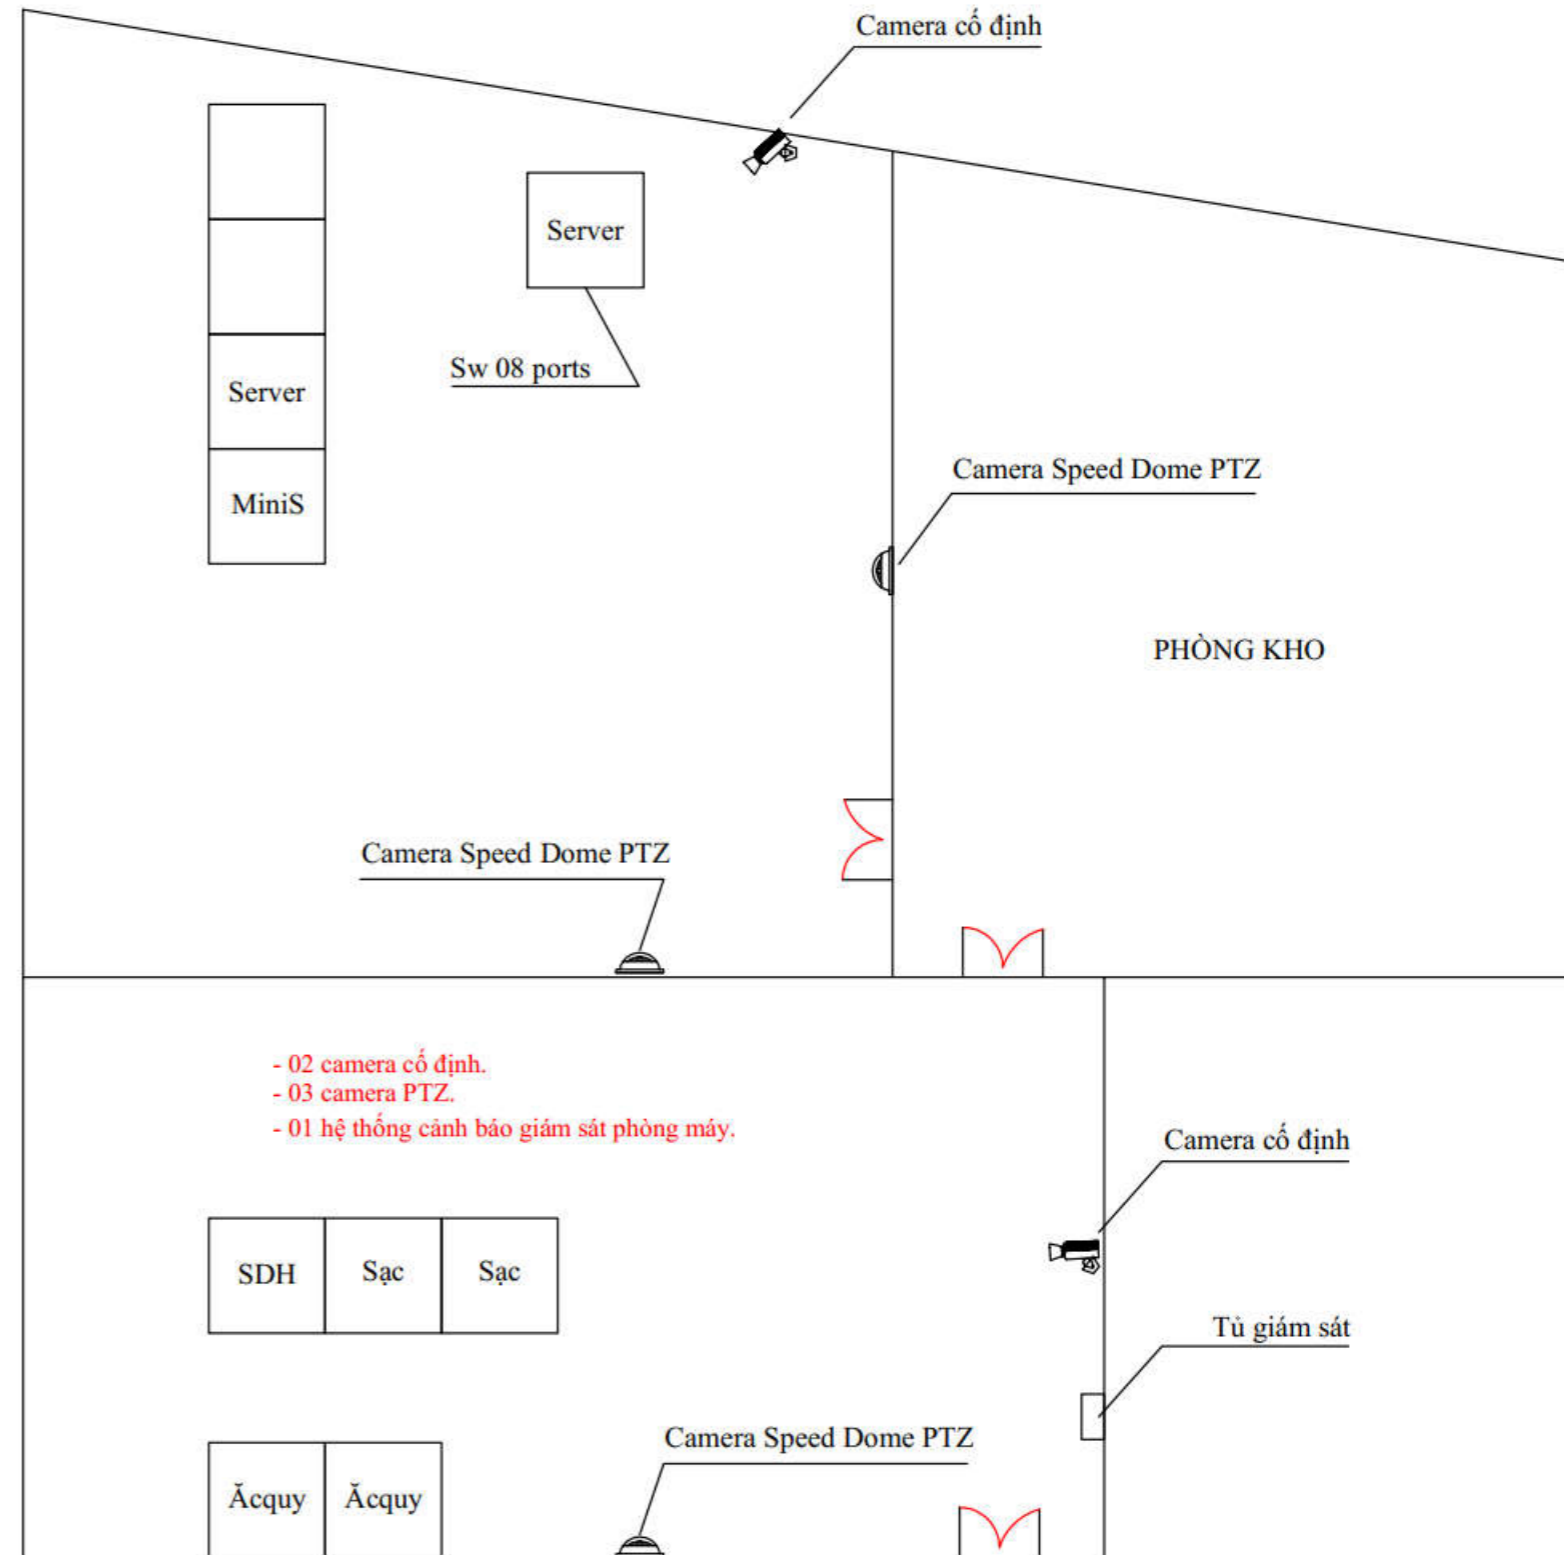 Camera cố định
Server
Sw 08 ports
Server
MiniS
Camera Speed Dome PTZ
PHÒNG KHO
Camera Speed Dome PTZ
- 02 camera cố định.
- 03 camera PTZ.
- 01 hệ thống cảnh báo giám sát phòng máy.
Camera cố định
SDH
Sạc
Sạc
Tủ giám sát
Camera Speed Dome PTZ
Ăcquy
Ăcquy